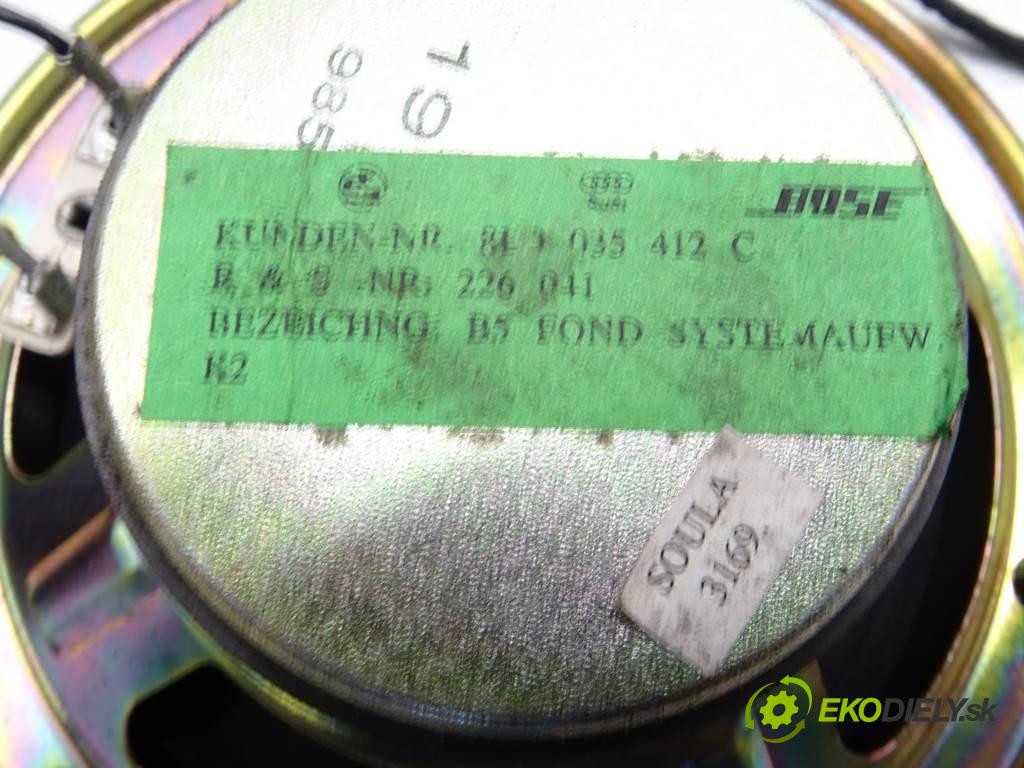 19
985
BOSE
KUNDEN-NR. 035 412 C
-NR. 226 041
BEZEICHNG. B5 FOND SYSTEMAUFW.
K2
SOULA
3169.
EKODIELY.sk